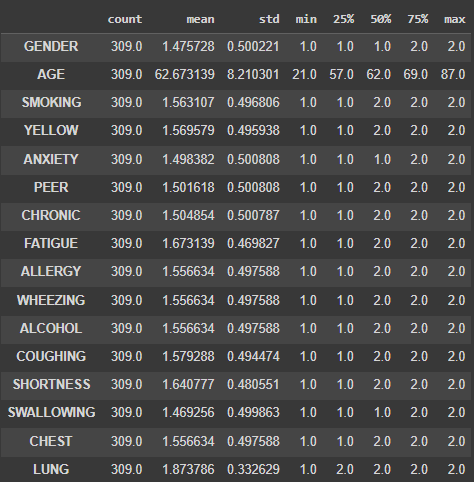 count mean std min 25% 50% 75% max
GENDER 309.0 1.475728 0.500221 1.0 1.0 1.0 2.0 2.0
AGE 309.0 62.673139 8.210301 21.0 57.0 62.0 69.0 87.0
SMOKING 309.0 1.563107 0.496806 1.0 1.0 2.0 2.0 2.0
YELLOW 309.0 1.569579 0.495938 1.0 1.0 2.0 2.0 2.0
ANXIETY 309.0 1.498382 0.500808 1.0 1.0 1.0 2.0 2.0
PEER 309.0 1.501618 0.500808 1.0 1.0 2.0 2.0 2.0
CHRONIC 309.0 1.504854 0.500787 1.0 1.0 2.0 2.0 2.0
FATIGUE 309.0 1.673139 0.469827 1.0 1.0 2.0 2.0 2.0
ALLERGY 309.0 1.556634 0.497588 1.0 1.0 2.0 2.0 2.0
WHEEZING 309.0 1.556634 0.497588 1.0 1.0 2.0 2.0 2.0
ALCOHOL 309.0 1.556634 0.497588 1.0 1.0 2.0 2.0 2.0
COUGHING 309.0 1.579288 0.494474 1.0 1.0 2.0 2.0 2.0
SHORTNESS 309.0 1.640777 0.480551 1.0 1.0 2.0 2.0 2.0
SWALLOWING 309.0 1.469256 0.499863 1.0 1.0 1.0 2.0 2.0
CHEST 309.0 1.556634 0.497588 1.0 1.0 2.0 2.0 2.0
LUNG 309.0 1.873786 0.332629 1.0 2.0 2.0 2.0 2.0